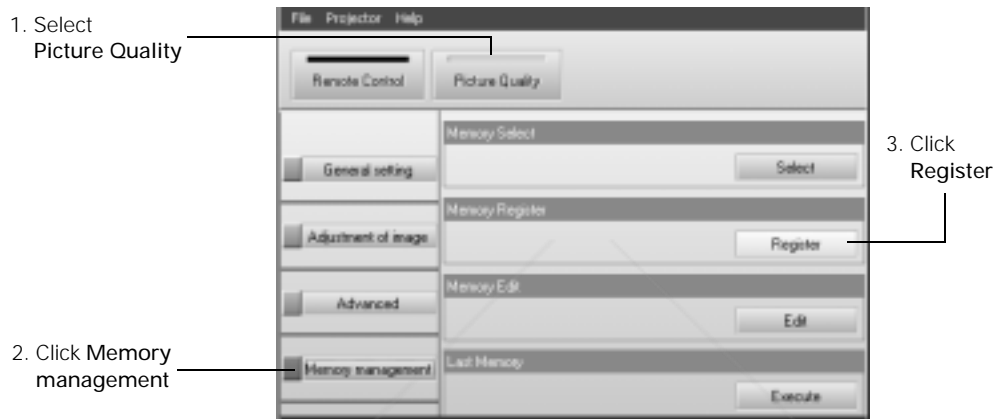 1. Select
Picture Quality
File Projector Help
Remote Control Picture Quality
Memory Select
General setting Select
3. Click
Register
Memory Register
Adjustment of image Register
Memory Edit
Advanced Edit
2. Click Memory
management
Last Memory
Memory management Execute